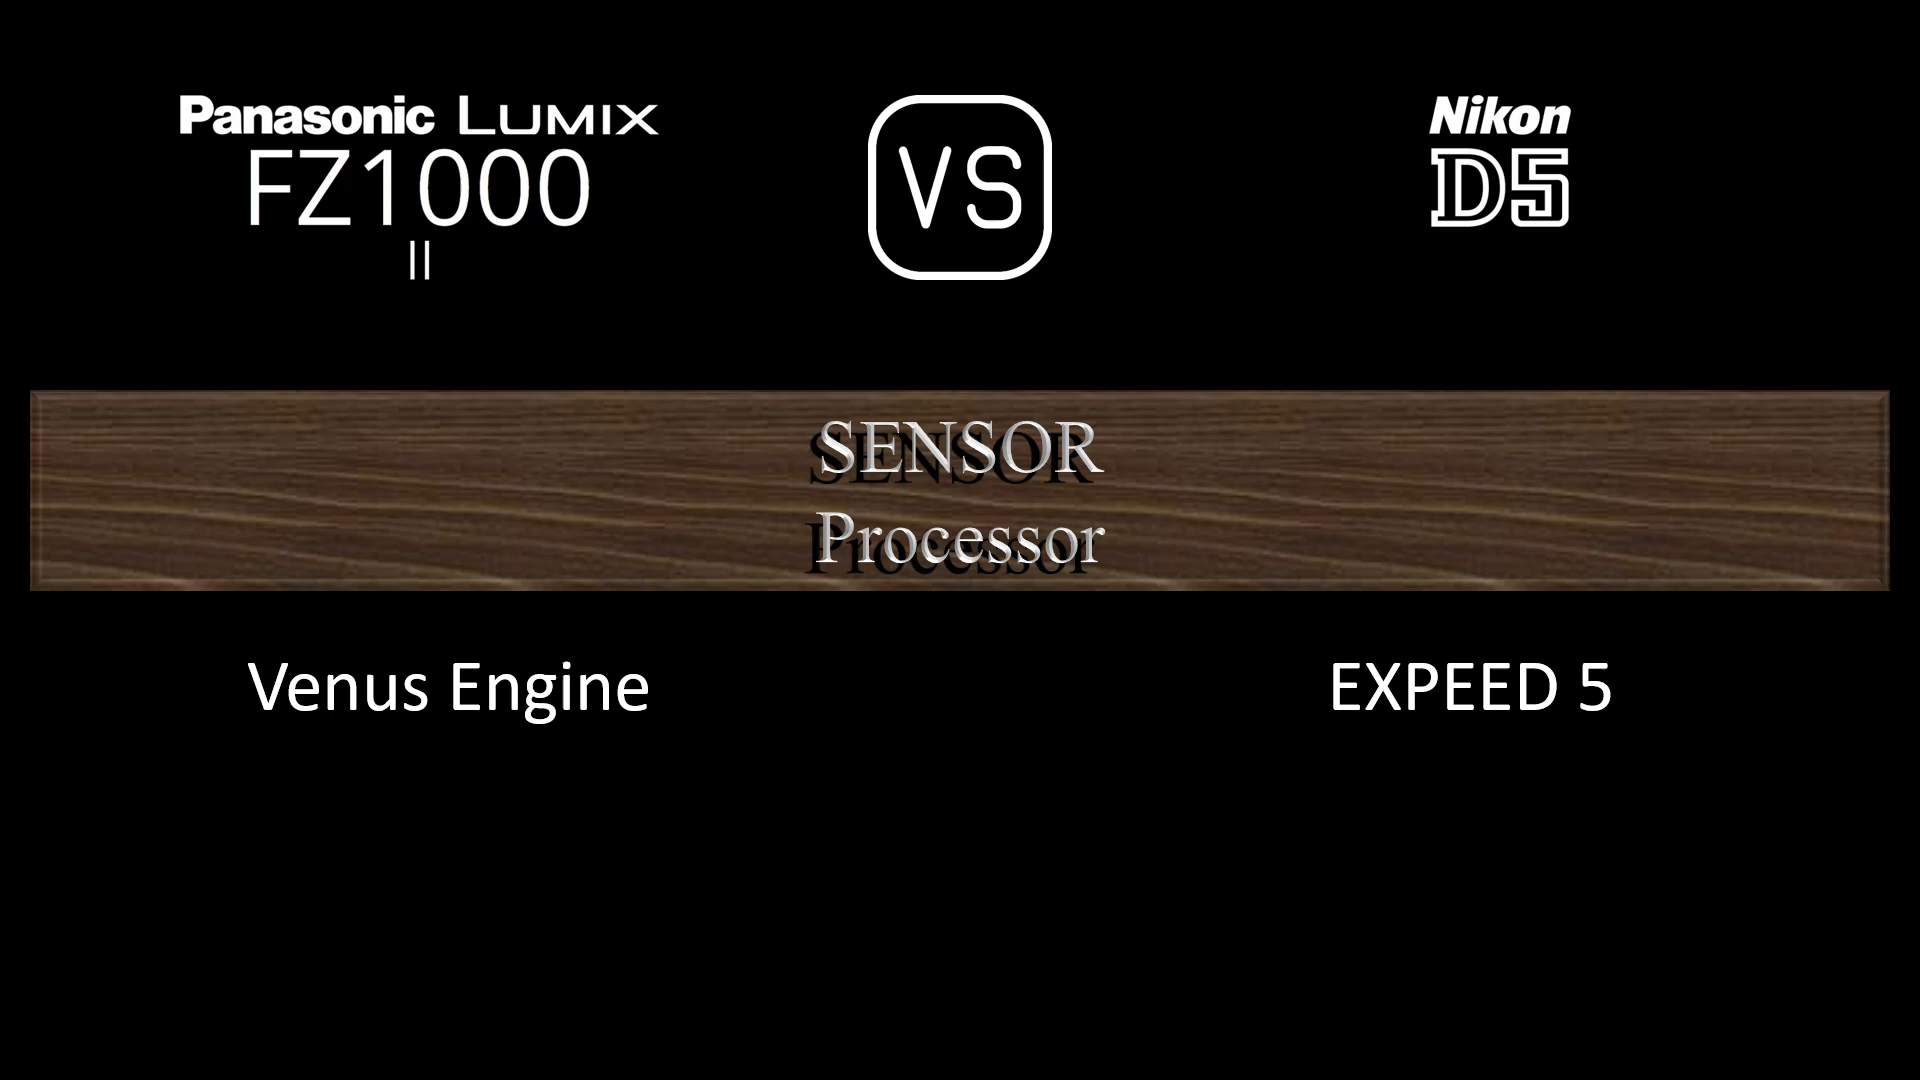 Panasonic LUMIX
FZ1000
II
VS
Nikon
D5
SENSOR
Processor
Venus Engine
EXPEED 5